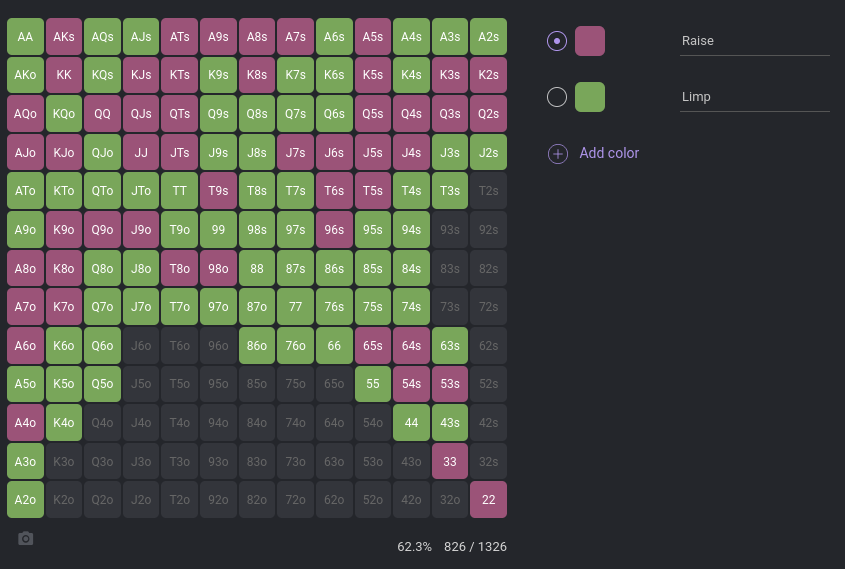 AA AKs AQs AJs ATs A9s A8s A7s A6s A5s A4s A3s A2s
Raise
AKo KK KQs KJs KTs K9s K8s K7s K6s K5s K4s K3s K2s
AQo KQo QQ QJs QTs Q9s Q8s Q7s Q6s Q5s Q4s Q3s Q2s
Limp
AJo KJo QJo JJ JTs J9s J8s J7s J6s J5s J4s J3s J2s
Add color
ATo KTo QTo JTo TT T9s T8s T7s T6s T5s T4s T3s T2s
A9o K9o Q9o J9o T9o 99 98s 97s 96s 95s 94s 93s 92s
A8o K8o Q8o J8o T8o 98o 88 87s 86s 85s 84s 83s 82s
A7o K7o Q7o J7o T7o 97o 87o 77 76s 75s 74s 73s 72s
A6o K6o Q6o J6o T6o 96o 86o 76o 66 65s 64s 63s 62s
A5o K5o Q5o J5o T5o 95o 85o 75o 65o 55 54s 53s 52s
A4o K4o Q4o J4o T4o 94o 84o 74o 64o 54o 44 43s 42s
A3o K3o Q3o J3o T3o 93o 83o 73o 63o 53o 43o 33 32s
A2o K2o Q2o J2o T2o 92o 82o 72o 62o 52o 42o 32o 22
62.3% 826 / 1326